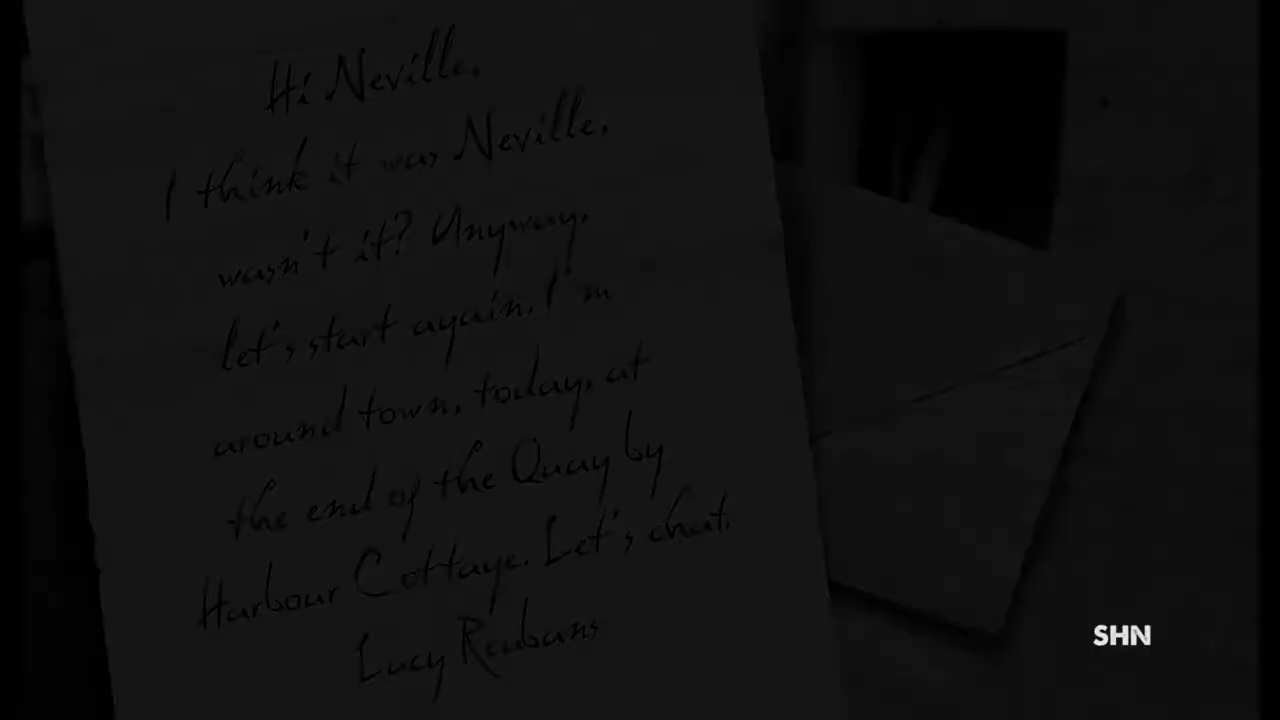 Hi Neville,
I think it was Neville,
wasn't it? Anyway,
let's start again. I'm
around town, today, at
the end of the Quay by
Harbour Cottage. Let's chat.
Lucy Reubans
SHN